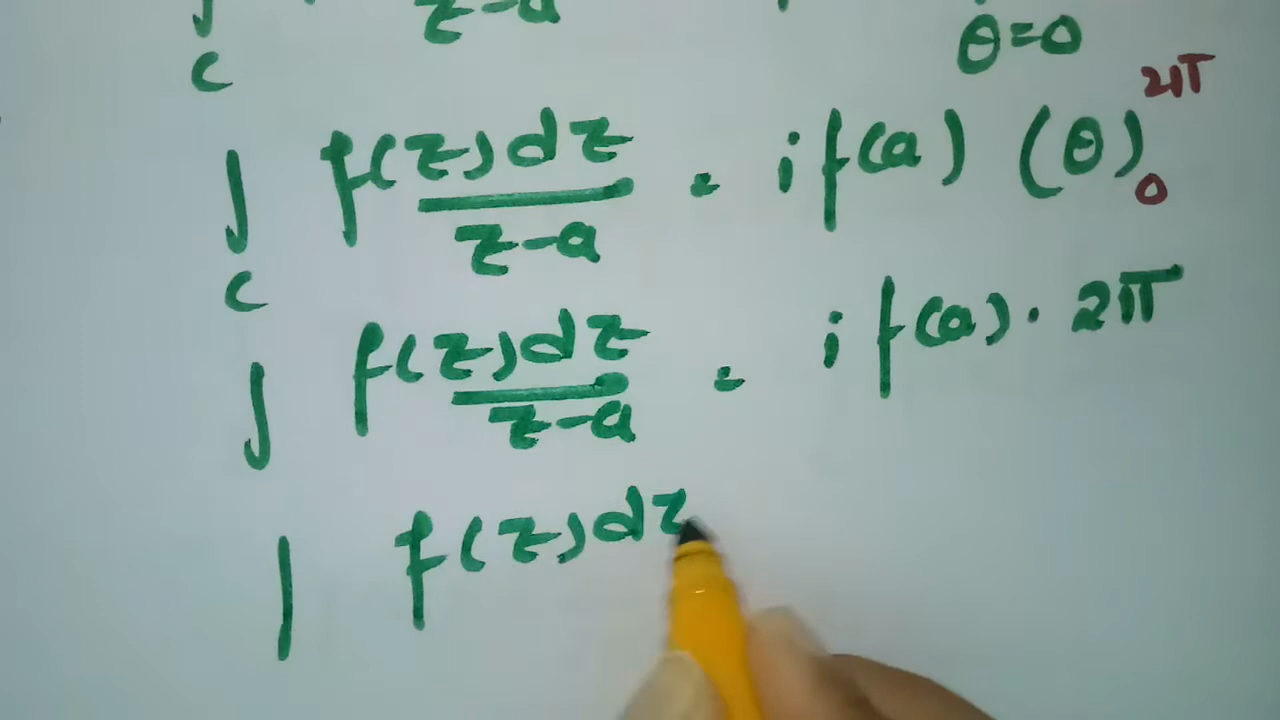 ∫ z-a θ=0
C
∫ f(z)dz / z-a = i f(a) (θ) 2π 0
C
∫ f(z)dz / z-a = i f(a) · 2π
∫ f(z)dz